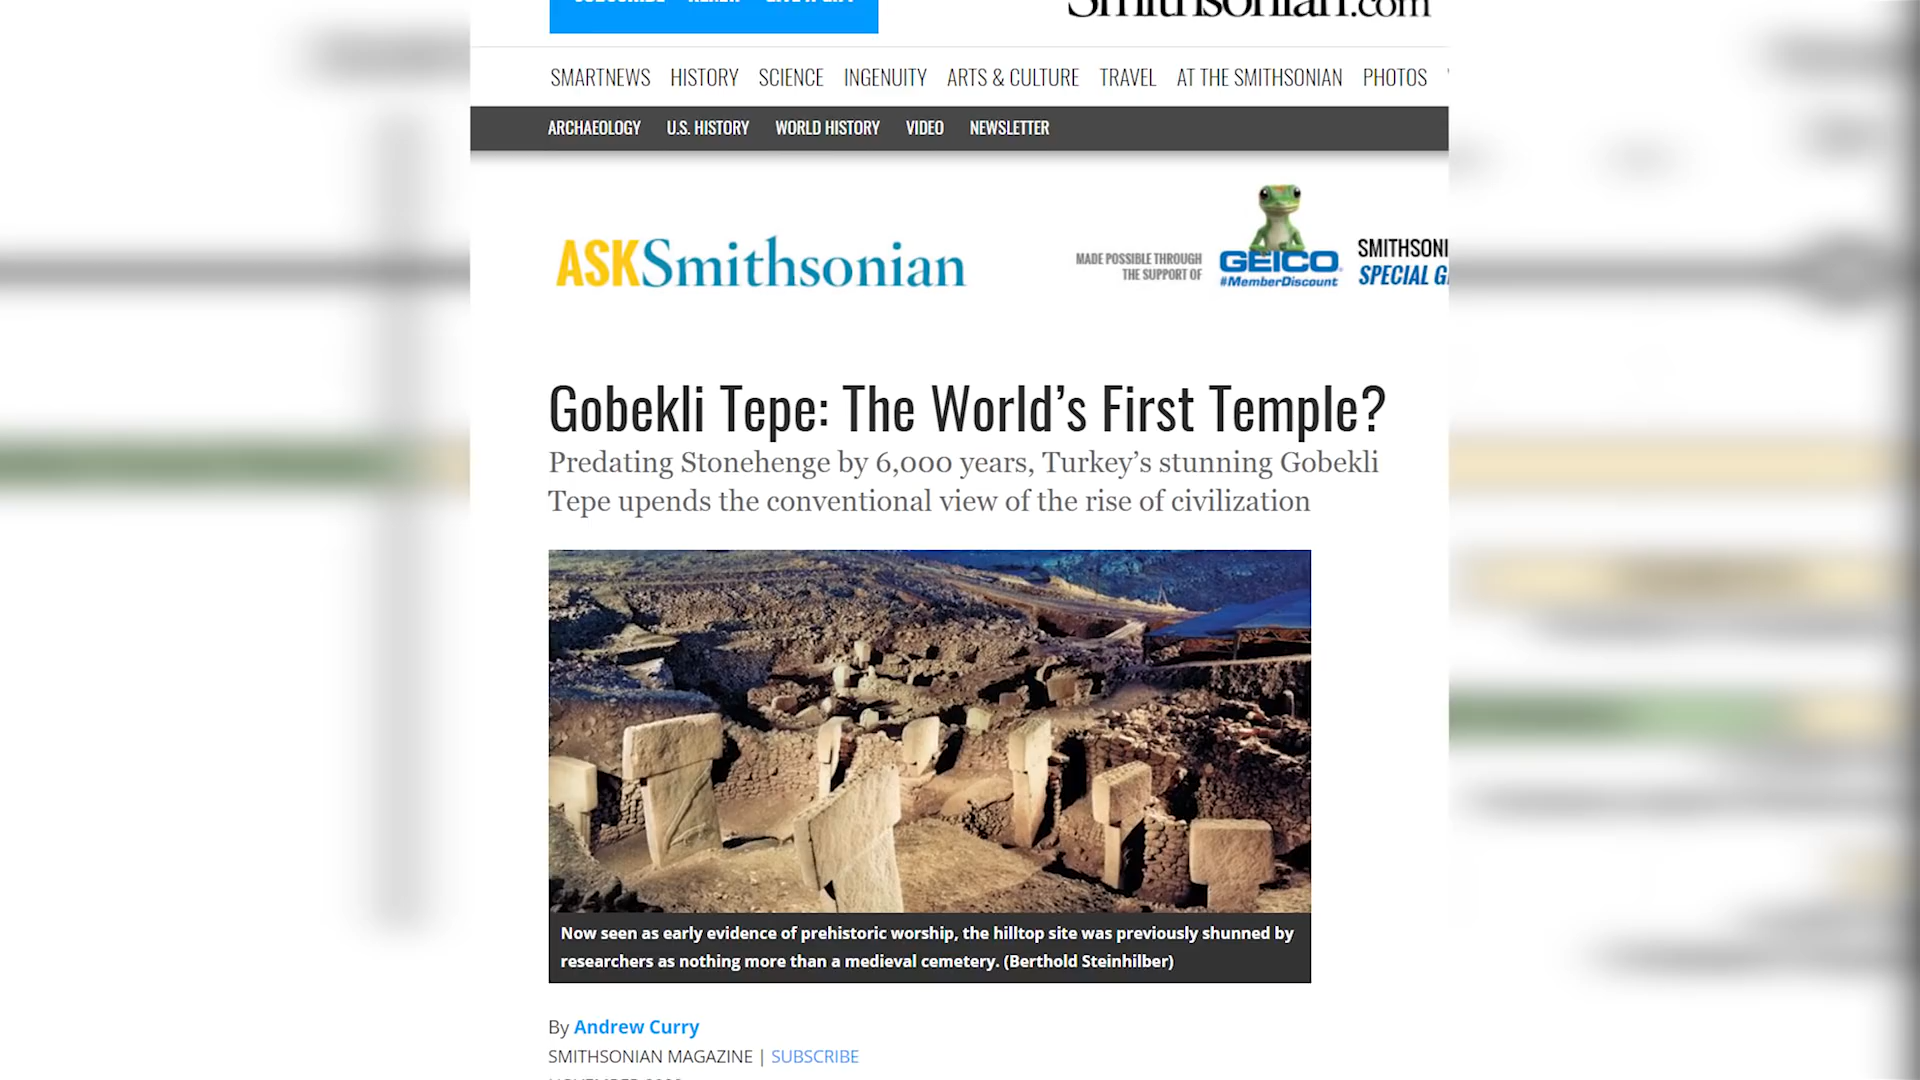 Smithsonian.com
SMARTNEWS HISTORY SCIENCE INGENUITY ARTS & CULTURE TRAVEL AT THE SMITHSONIAN PHOTOS
ARCHAEOLOGY U.S. HISTORY WORLD HISTORY VIDEO NEWSLETTER
ASKSmithsonian
MADE POSSIBLE THROUGH
THE SUPPORT OF
GEICO
#MemberDiscount
SPECIAL
Gobekli Tepe: The World's First Temple?
Predating Stonehenge by 6,000 years, Turkey's stunning Gobekli
Tepe upends the conventional view of the rise of civilization
Now seen as early evidence of prehistoric worship, the hilltop site was previously shunned by
researchers as nothing more than a medieval cemetery. (Berthold Steinhilber)
By Andrew Curry
SMITHSONIAN MAGAZINE | SUBSCRIBE